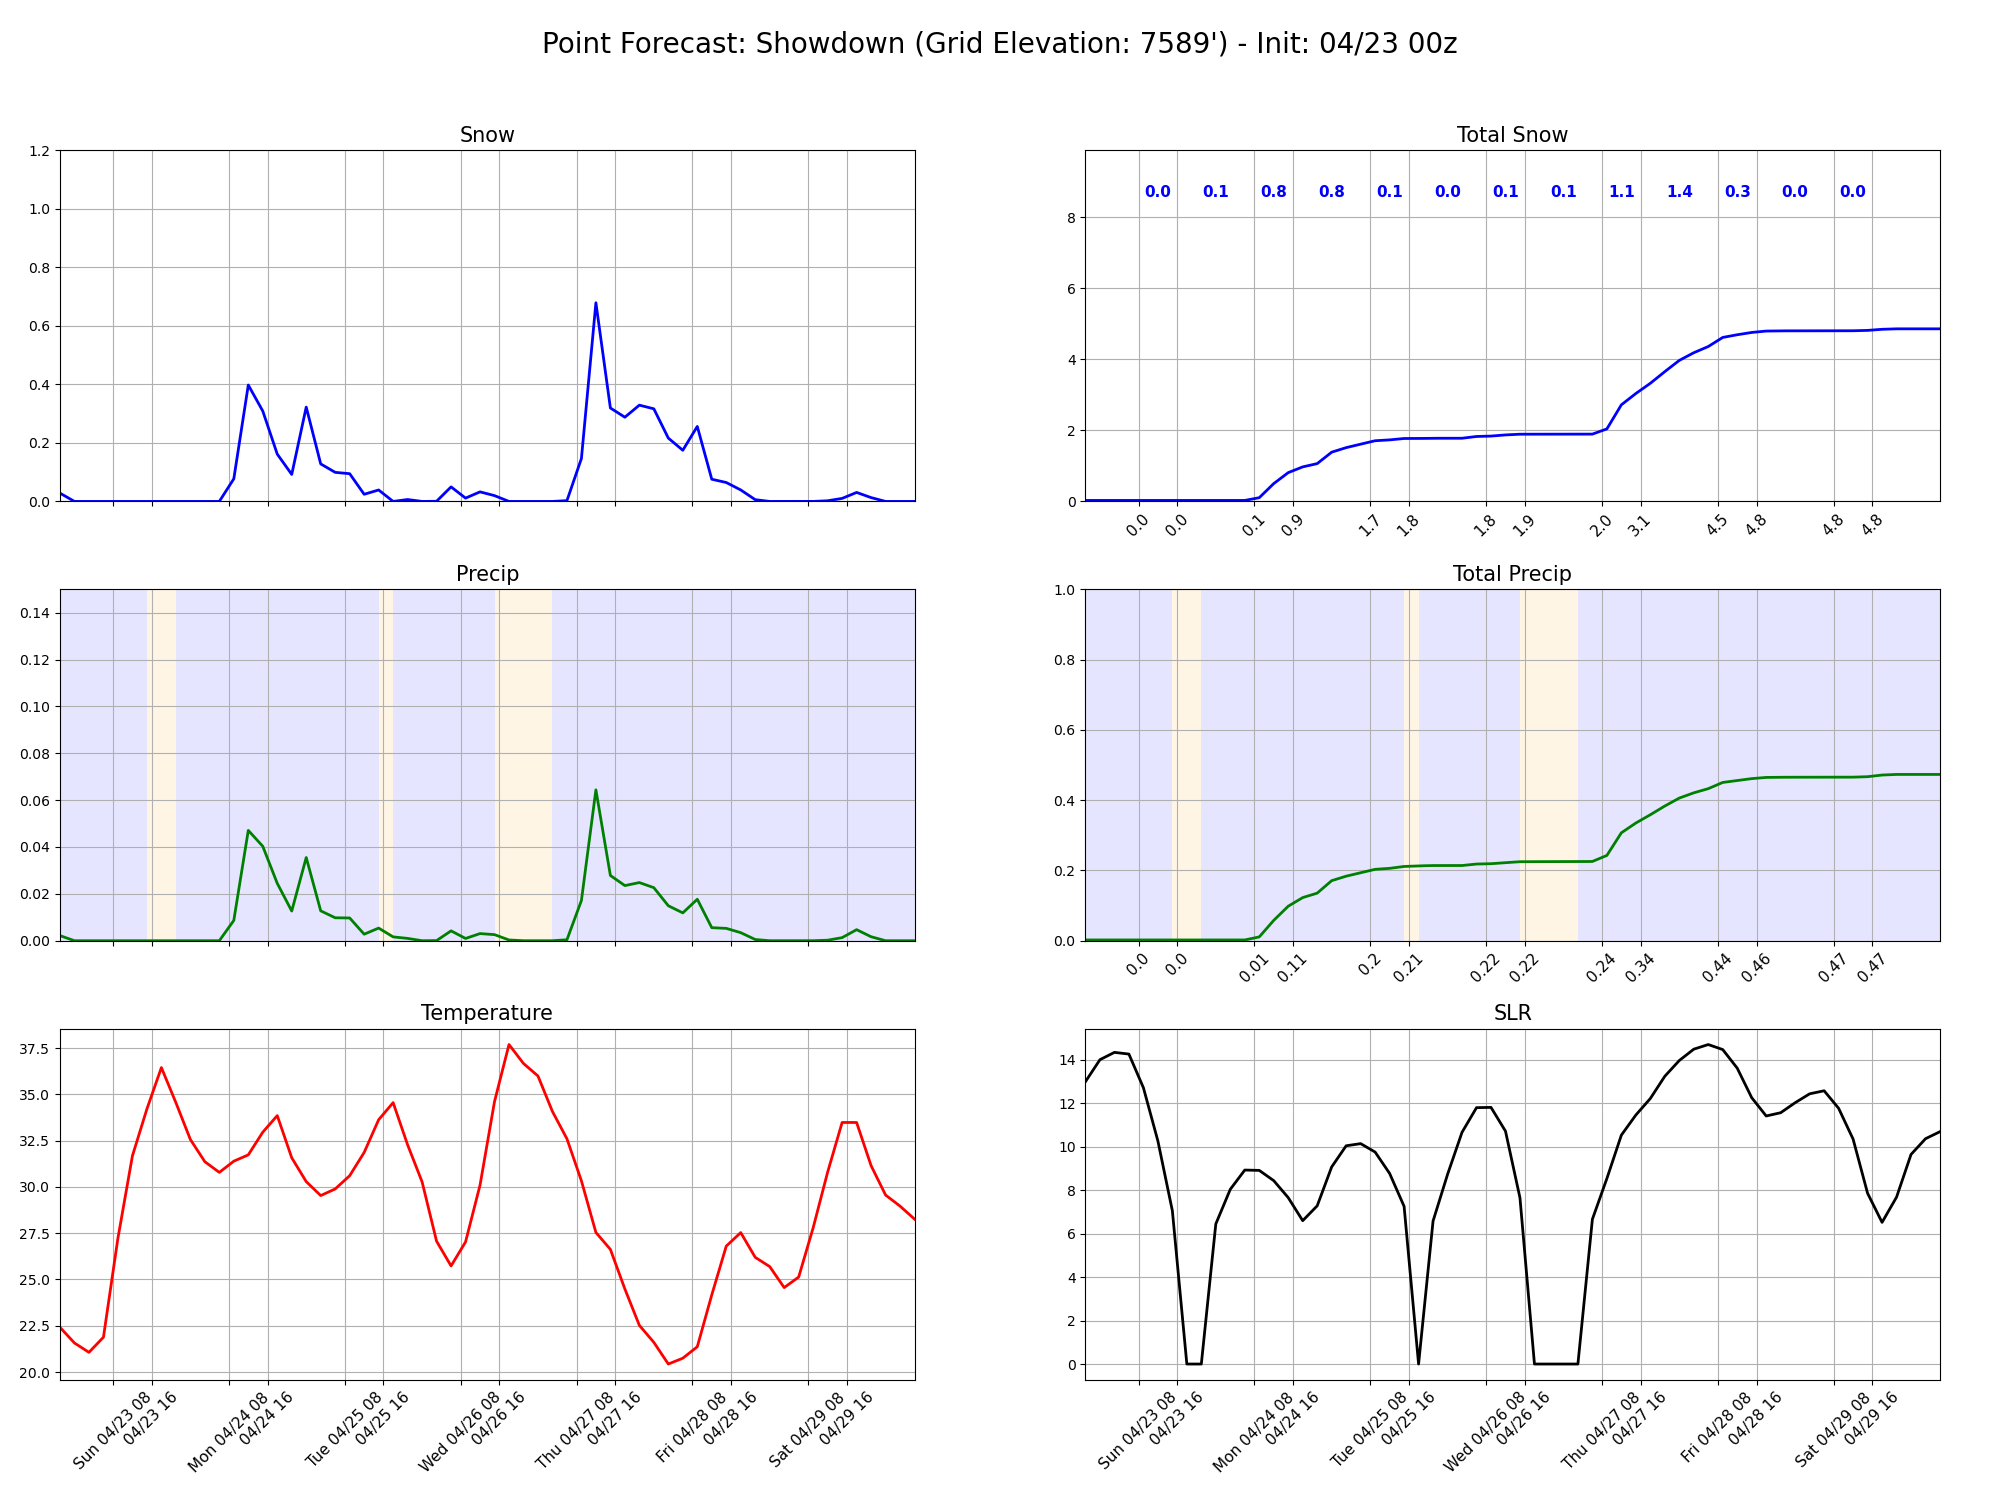 Point Forecast: Showdown (Grid Elevation: 7589') - Init: 04/23 00z
Snow
1.2
1.0
0.8
0.6
0.4
0.2
0.0
Total Snow
0.0 0.1 0.8 0.8 0.1 0.0 0.1 0.1 1.1 1.4 0.3 0.0 0.0
8
6
4
2
0
0.0 0.0 0.1 0.9 1.7 1.8 1.8 1.9 2.0 3.1 4.5 4.8 4.8 4.8
Precip
0.14
0.12
0.10
0.08
0.06
0.04
0.02
0.00
Total Precip
1.0
0.8
0.6
0.4
0.2
0.0
0.0 0.0 0.01 0.11 0.2 0.21 0.22 0.22 0.24 0.34 0.44 0.46 0.47 0.47
Temperature
37.5
35.0
32.5
30.0
27.5
25.0
22.5
20.0
Sun 04/23 08
04/23 16
Mon 04/24 08
04/24 16
Tue 04/25 08
04/25 16
Wed 04/26 08
04/26 16
Thu 04/27 08
04/27 16
Fri 04/28 08
04/28 16
Sat 04/29 08
04/29 16
SLR
14
12
10
8
6
4
2
0
Sun 04/23 08
04/23 16
Mon 04/24 08
04/24 16
Tue 04/25 08
04/25 16
Wed 04/26 08
04/26 16
Thu 04/27 08
04/27 16
Fri 04/28 08
04/28 16
Sat 04/29 08
04/29 16